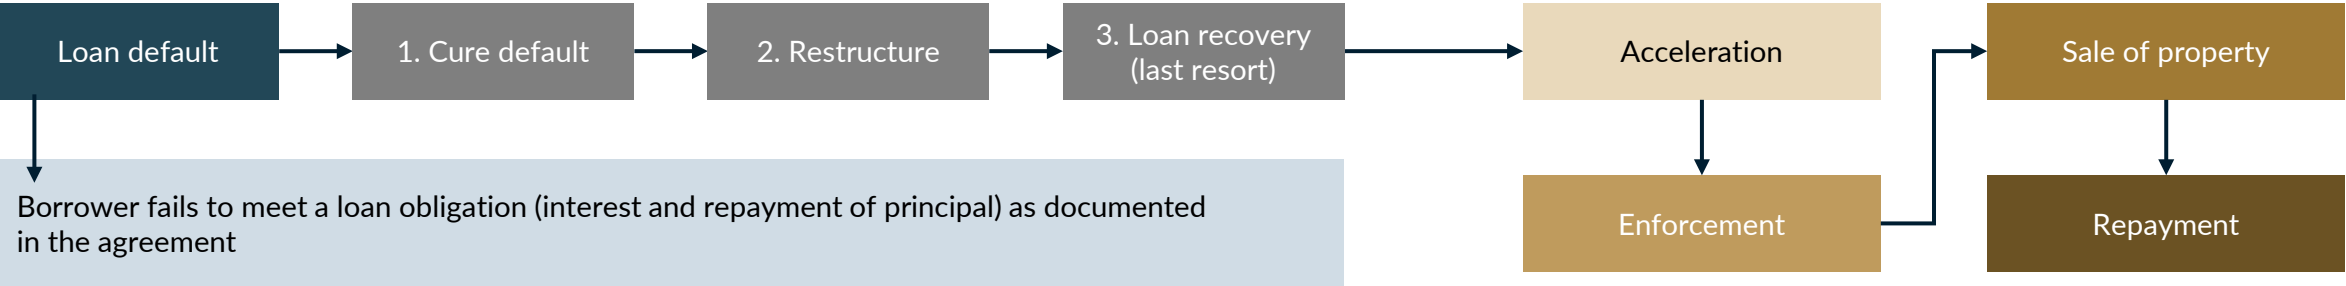 Loan default
1. Cure default
2. Restructure
3. Loan recovery
(last resort)
Acceleration
Sale of property
Borrower fails to meet a loan obligation (interest and repayment of principal) as documented
in the agreement
Enforcement
Repayment